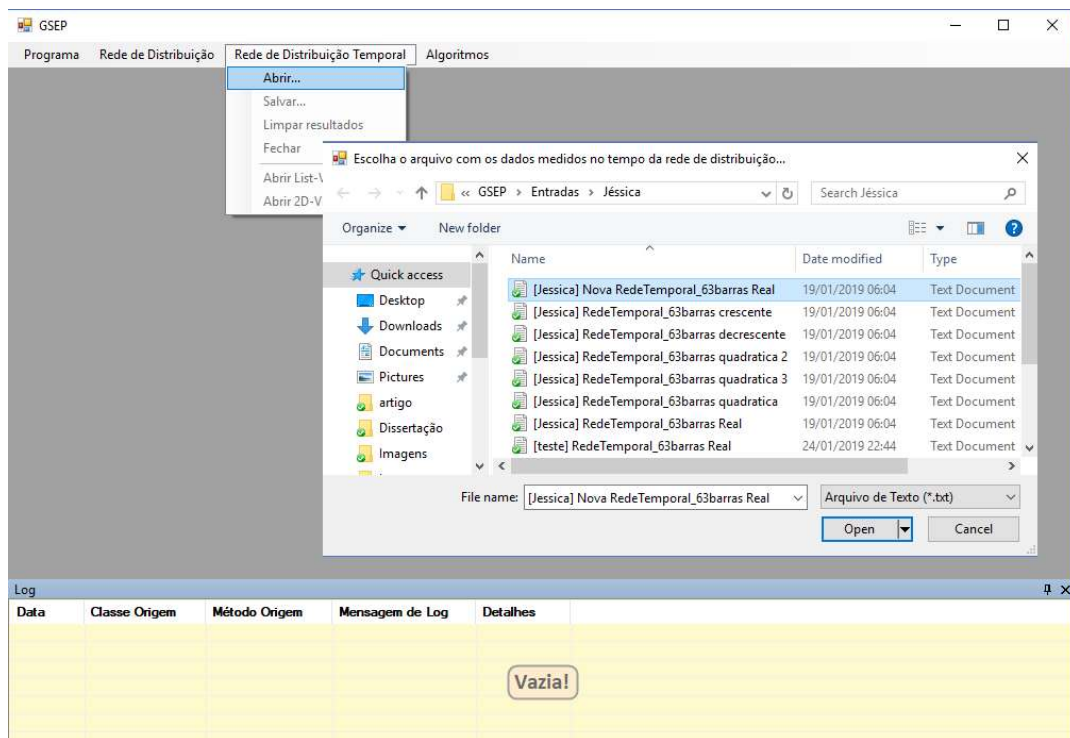 GSEP
Programa Rede de Distribuição Rede de Distribuição Temporal Algoritmos
Abrir...
Salvar...
Limpar resultados
Fechar
Abrir List-V
Abrir 2D-V
Escolha o arquivo com os dados medidos no tempo da rede de distribuição...
« GSEP > Entradas > Jéssica
Search Jéssica
Organize New folder
Quick access
Desktop
Downloads
Documents
Pictures
artigo
Dissertação
Imagens
Name Date modified Type
[Jessica] Nova RedeTemporal_63barras Real 19/01/2019 06:04 Text Document
[Jessica] RedeTemporal_63barras crescente 19/01/2019 06:04 Text Document
[Jessica] RedeTemporal_63barras decrescente 19/01/2019 06:04 Text Document
[Jessica] RedeTemporal_63barras quadratica 2 19/01/2019 06:04 Text Document
[Jessica] RedeTemporal_63barras quadratica 3 19/01/2019 06:04 Text Document
[Jessica] RedeTemporal_63barras quadratica 19/01/2019 06:04 Text Document
[Jessica] RedeTemporal_63barras Real 19/01/2019 06:04 Text Document
[teste] RedeTemporal_63barras Real 24/01/2019 22:44 Text Document
File name: [Jessica] Nova RedeTemporal_63barras Real Arquivo de Texto (*.txt)
Open Cancel
Log
Data Classe Origem Método Origem Mensagem de Log Detalhes
Vazia!